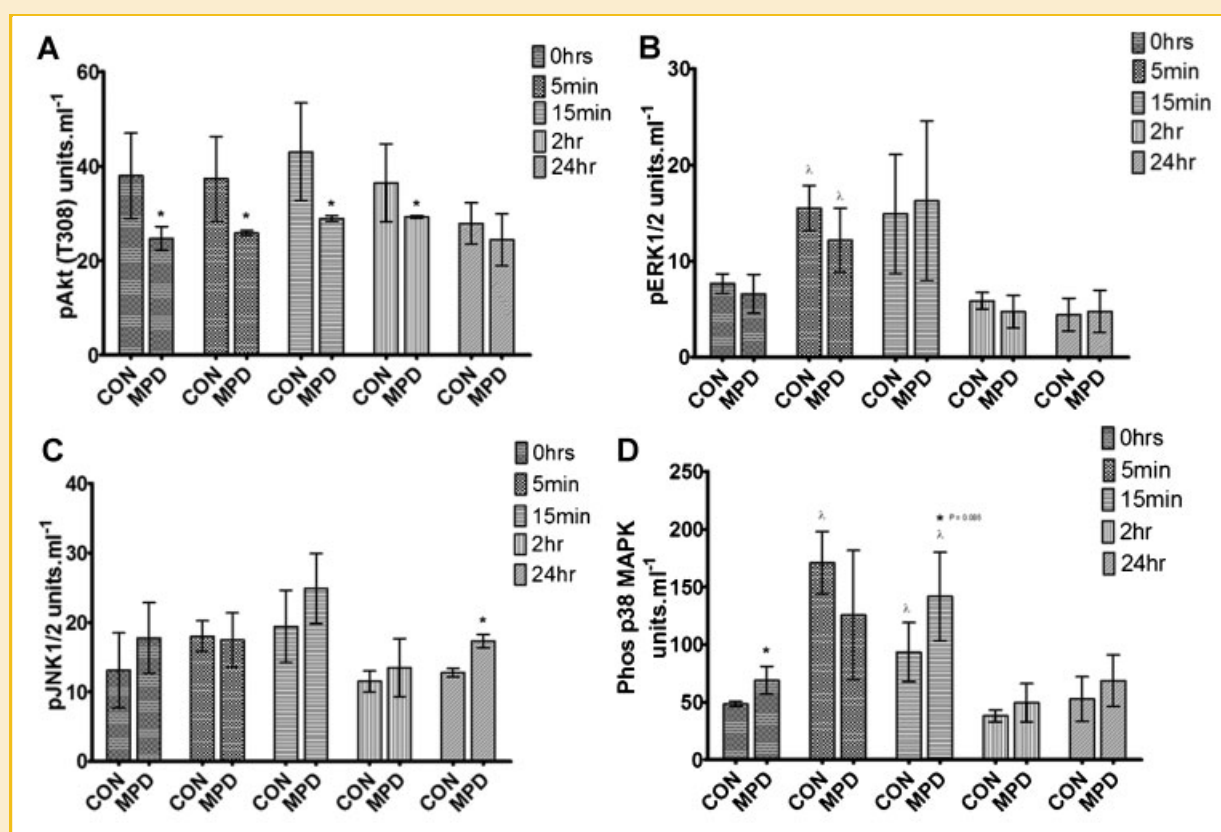 A
0hrs
5min
15min
2hr
24hr
pAkt (T308) units.ml-1
60
40
20
0
* * * *
CON MPD CON MPD CON MPD CON MPD CON MPD
B
0hrs
5min
15min
2hr
24hr
pERK1/2 units.ml-1
30
20
10
0
λ λ
CON MPD CON MPD CON MPD CON MPD CON MPD
C
0hrs
5min
15min
2hr
24hr
pJNK1/2 units.ml-1
40
30
20
10
0
*
CON MPD CON MPD CON MPD CON MPD CON MPD
D
0hrs
5min
15min
2hr
24hr
Phos p38 MAPK
units.ml-1
250
200
150
100
50
0
* λ λ * λ
CON MPD CON MPD CON MPD CON MPD CON MPD